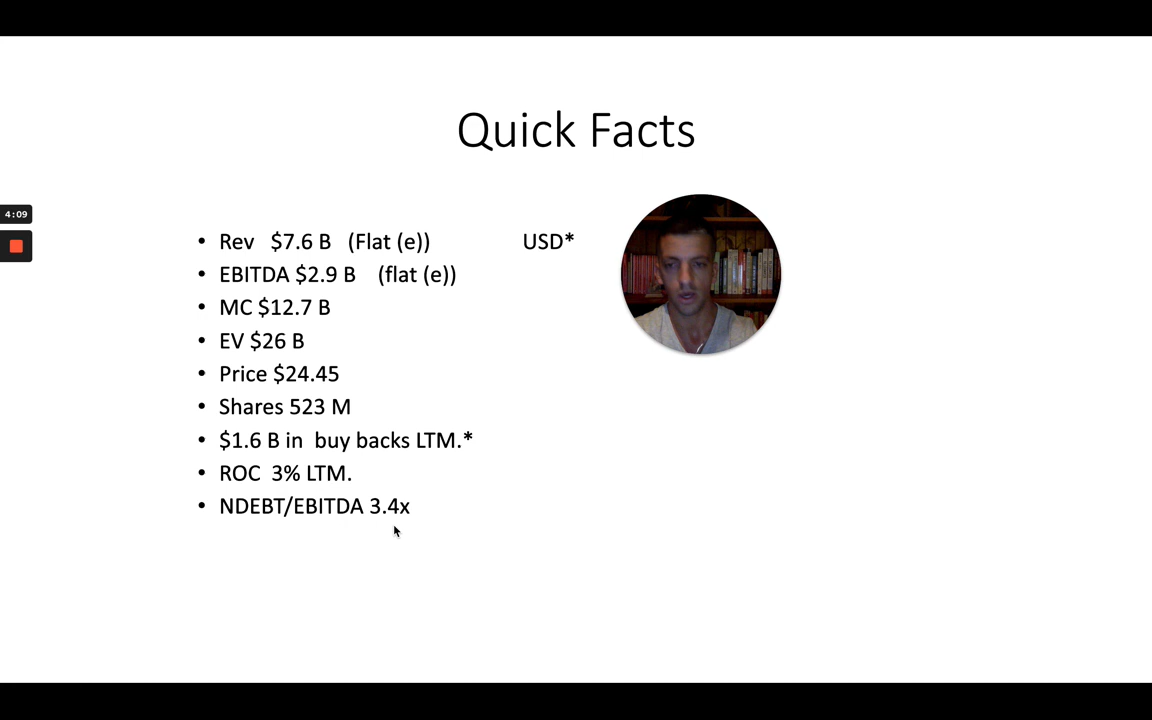 Quick Facts
4:09
• Rev $7.6 B (Flat (e)) USD*
• EBITDA $2.9 B (flat (e))
• MC $12.7 B
• EV $26 B
• Price $24.45
• Shares 523 M
• $1.6 B in buy backs LTM.*
• ROC 3% LTM.
• NDEBT/EBITDA 3.4x